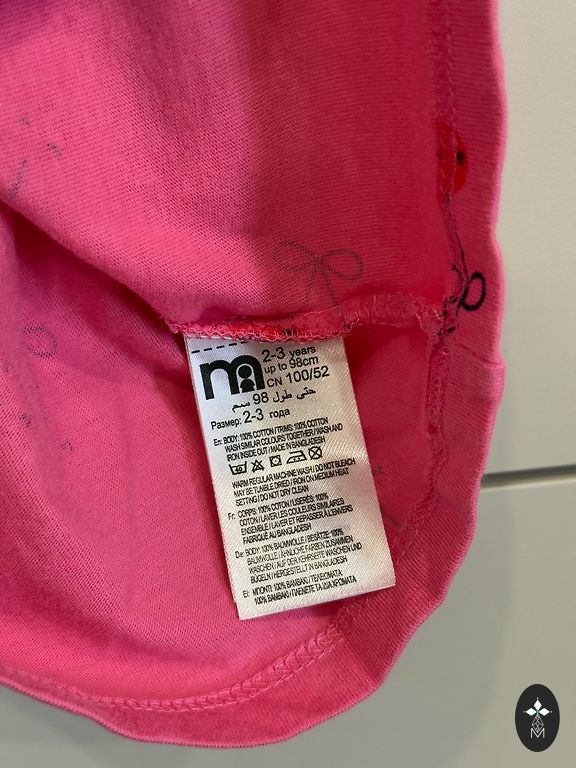 2-3 years
up to 98cm
CN 100/52
حتى طول 98 سم
Размер: 2-3 года
En: BODY: 100% COTTON / TRIMS: 100% COTTON
WASH SIMILAR COLOURS TOGETHER / WASH AND
IRON INSIDE OUT / MADE IN BANGLADESH
WARM REGULAR MACHINE WASH / DO NOT BLEACH
MAY BE TUMBLE DRIED / IRON ON MEDIUM HEAT
SETTING / DO NOT DRY CLEAN
Fr: CORPS: 100% COTON / LISERÉS: 100%
COTON / LAVER LES COULEURS SIMILAIRES
ENSEMBLE / LAVER ET REPASSER À L'ENVERS
FABRIQUÉ AU BANGLADESH
De: BODY: 100% BAUMWOLLE / BESÄTZE: 100%
BAUMWOLLE / ÄHNLICHE FARBEN ZUSAMMEN
WASCHEN / AUF DER KEHRSEITE WASCHEN UND
BÜGELN / HERGESTELLT IN BANGLADESH
El: ΜΠΟΝΤΙ: 100% ΒΑΜΒΑΚΙ / ΤΕΛΕΙΩΜΑΤΑ:
100% ΒΑΜΒΑΚΙ / ΠΛΕΝΕΤΕ ΤΑ ΙΔΙΑ ΧΡΩΜΑΤΑ